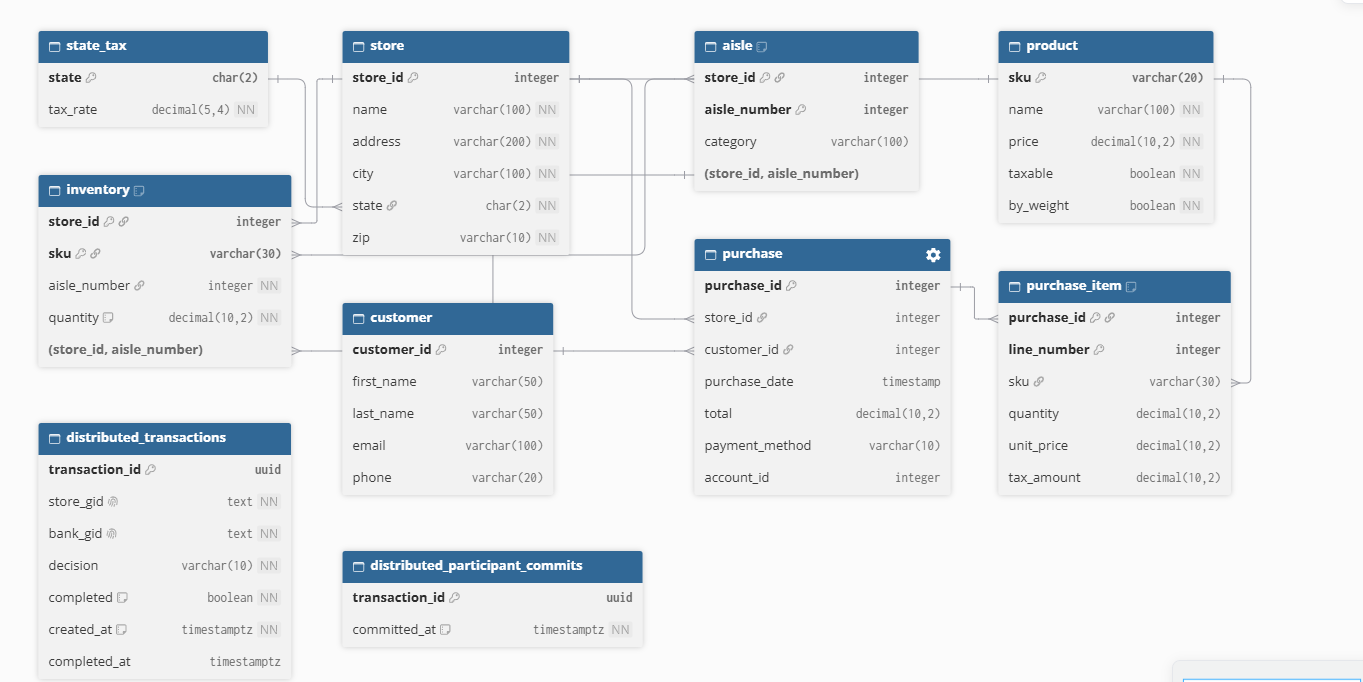 state_tax
state char(2)
tax_rate decimal(5,4) NN
store
store_id integer
name varchar(100) NN
address varchar(200) NN
city varchar(100) NN
state char(2) NN
zip varchar(10) NN
aisle
store_id integer
aisle_number integer
category varchar(100)
(store_id, aisle_number)
product
sku varchar(20)
name varchar(100) NN
price decimal(10,2) NN
taxable boolean NN
by_weight boolean NN
inventory
store_id integer
sku varchar(30)
aisle_number integer NN
quantity decimal(10,2) NN
(store_id, aisle_number)
customer
customer_id integer
first_name varchar(50)
last_name varchar(50)
email varchar(100)
phone varchar(20)
purchase
purchase_id integer
store_id integer
customer_id integer
purchase_date timestamp
total decimal(10,2)
payment_method varchar(10)
account_id integer
purchase_item
purchase_id integer
line_number integer
sku varchar(30)
quantity decimal(10,2)
unit_price decimal(10,2)
tax_amount decimal(10,2)
distributed_transactions
transaction_id uuid
store_gid text NN
bank_gid text NN
decision varchar(10) NN
completed boolean NN
created_at timestamptz NN
completed_at timestamptz
distributed_participant_commits
transaction_id uuid
committed_at timestamptz NN